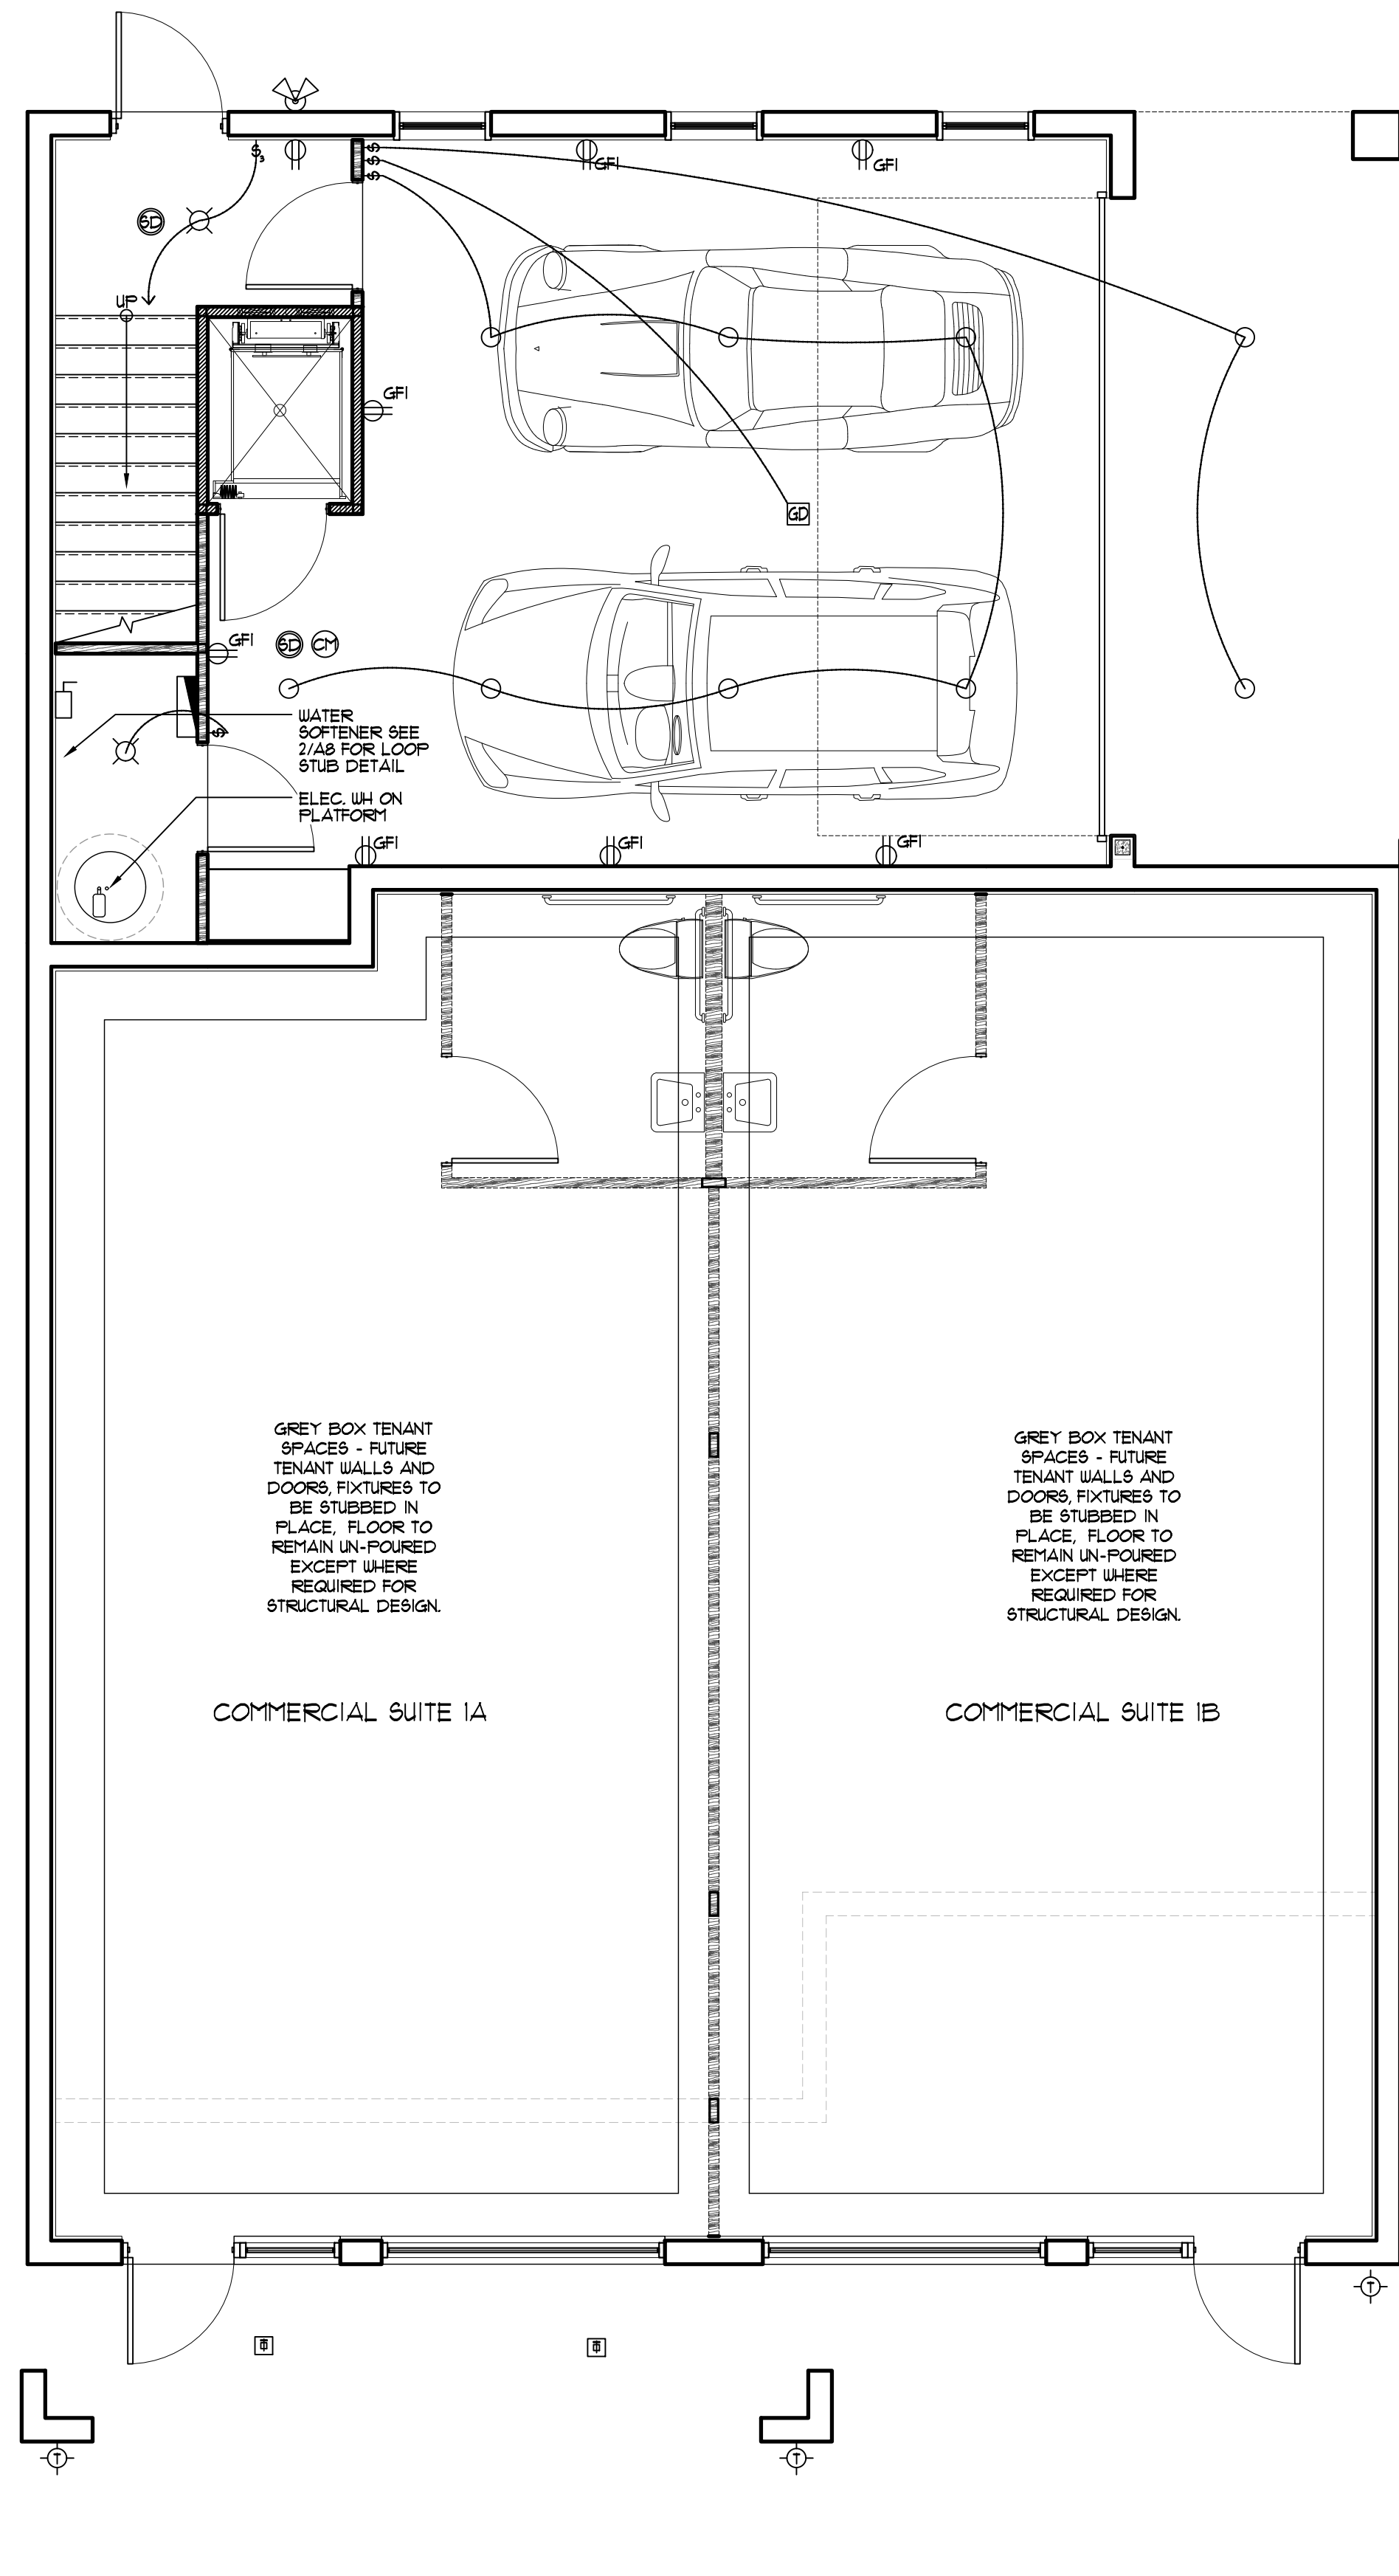 S3
S
GFI
GFI
S
S
SD
UP
GFI
GD
GFI
SD
CM
S
WATER
SOFTENER SEE
2/A8 FOR LOOP
STUB DETAIL
ELEC. WH ON
PLATFORM
GFI
GFI
GFI
GREY BOX TENANT
SPACES - FUTURE
TENANT WALLS AND
DOORS, FIXTURES TO
BE STUBBED IN
PLACE, FLOOR TO
REMAIN UN-POURED
EXCEPT WHERE
REQUIRED FOR
STRUCTURAL DESIGN.
COMMERCIAL SUITE 1A
GREY BOX TENANT
SPACES - FUTURE
TENANT WALLS AND
DOORS, FIXTURES TO
BE STUBBED IN
PLACE, FLOOR TO
REMAIN UN-POURED
EXCEPT WHERE
REQUIRED FOR
STRUCTURAL DESIGN.
COMMERCIAL SUITE 1B
T
T
T